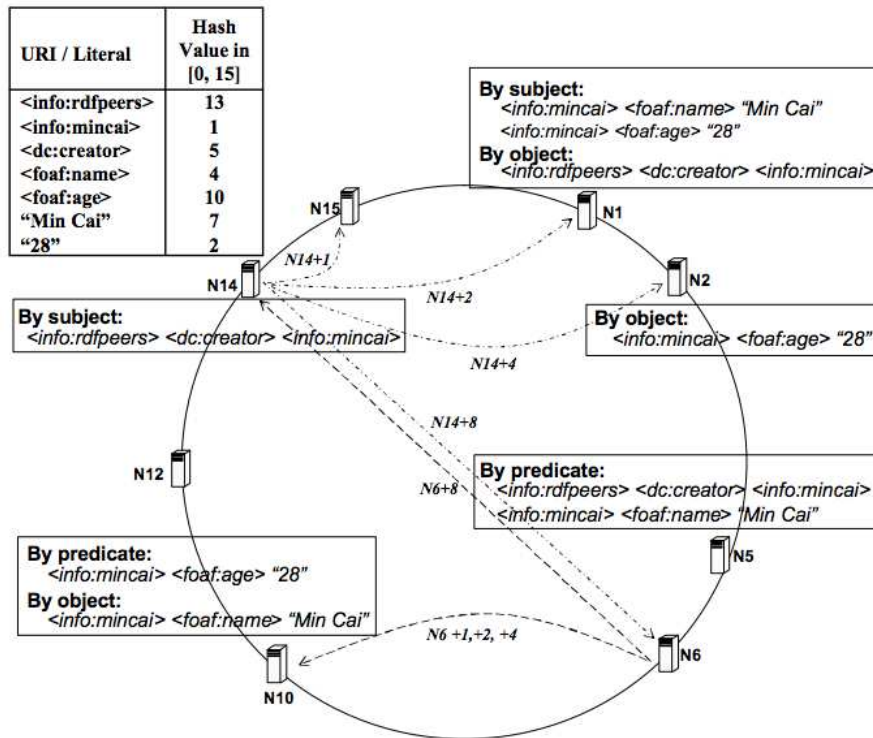 URI / Literal
Hash
Value in
[0, 15]
<info:rdfpeers> 13
<info:mincai> 1
<dc:creator> 5
<foaf:name> 4
<foaf:age> 10
“Min Cai” 7
“28” 2
By subject:
<info:mincai> <foaf:name> “Min Cai”
<info:mincai> <foaf:age> “28”
By object:
<info:rdfpeers> <dc:creator> <info:mincai>
N15
N1
N14+1
N14
N14+2
N2
By subject:
<info:rdfpeers> <dc:creator> <info:mincai>
By object:
<info:mincai> <foaf:age> “28”
N14+4
N14+8
N12
N6+8
By predicate:
<info:rdfpeers> <dc:creator> <info:mincai>
<info:mincai> <foaf:name> “Min Cai”
N5
By predicate:
<info:mincai> <foaf:age> “28”
By object:
<info:mincai> <foaf:name> “Min Cai”
N6 +1,+2, +4
N6
N10